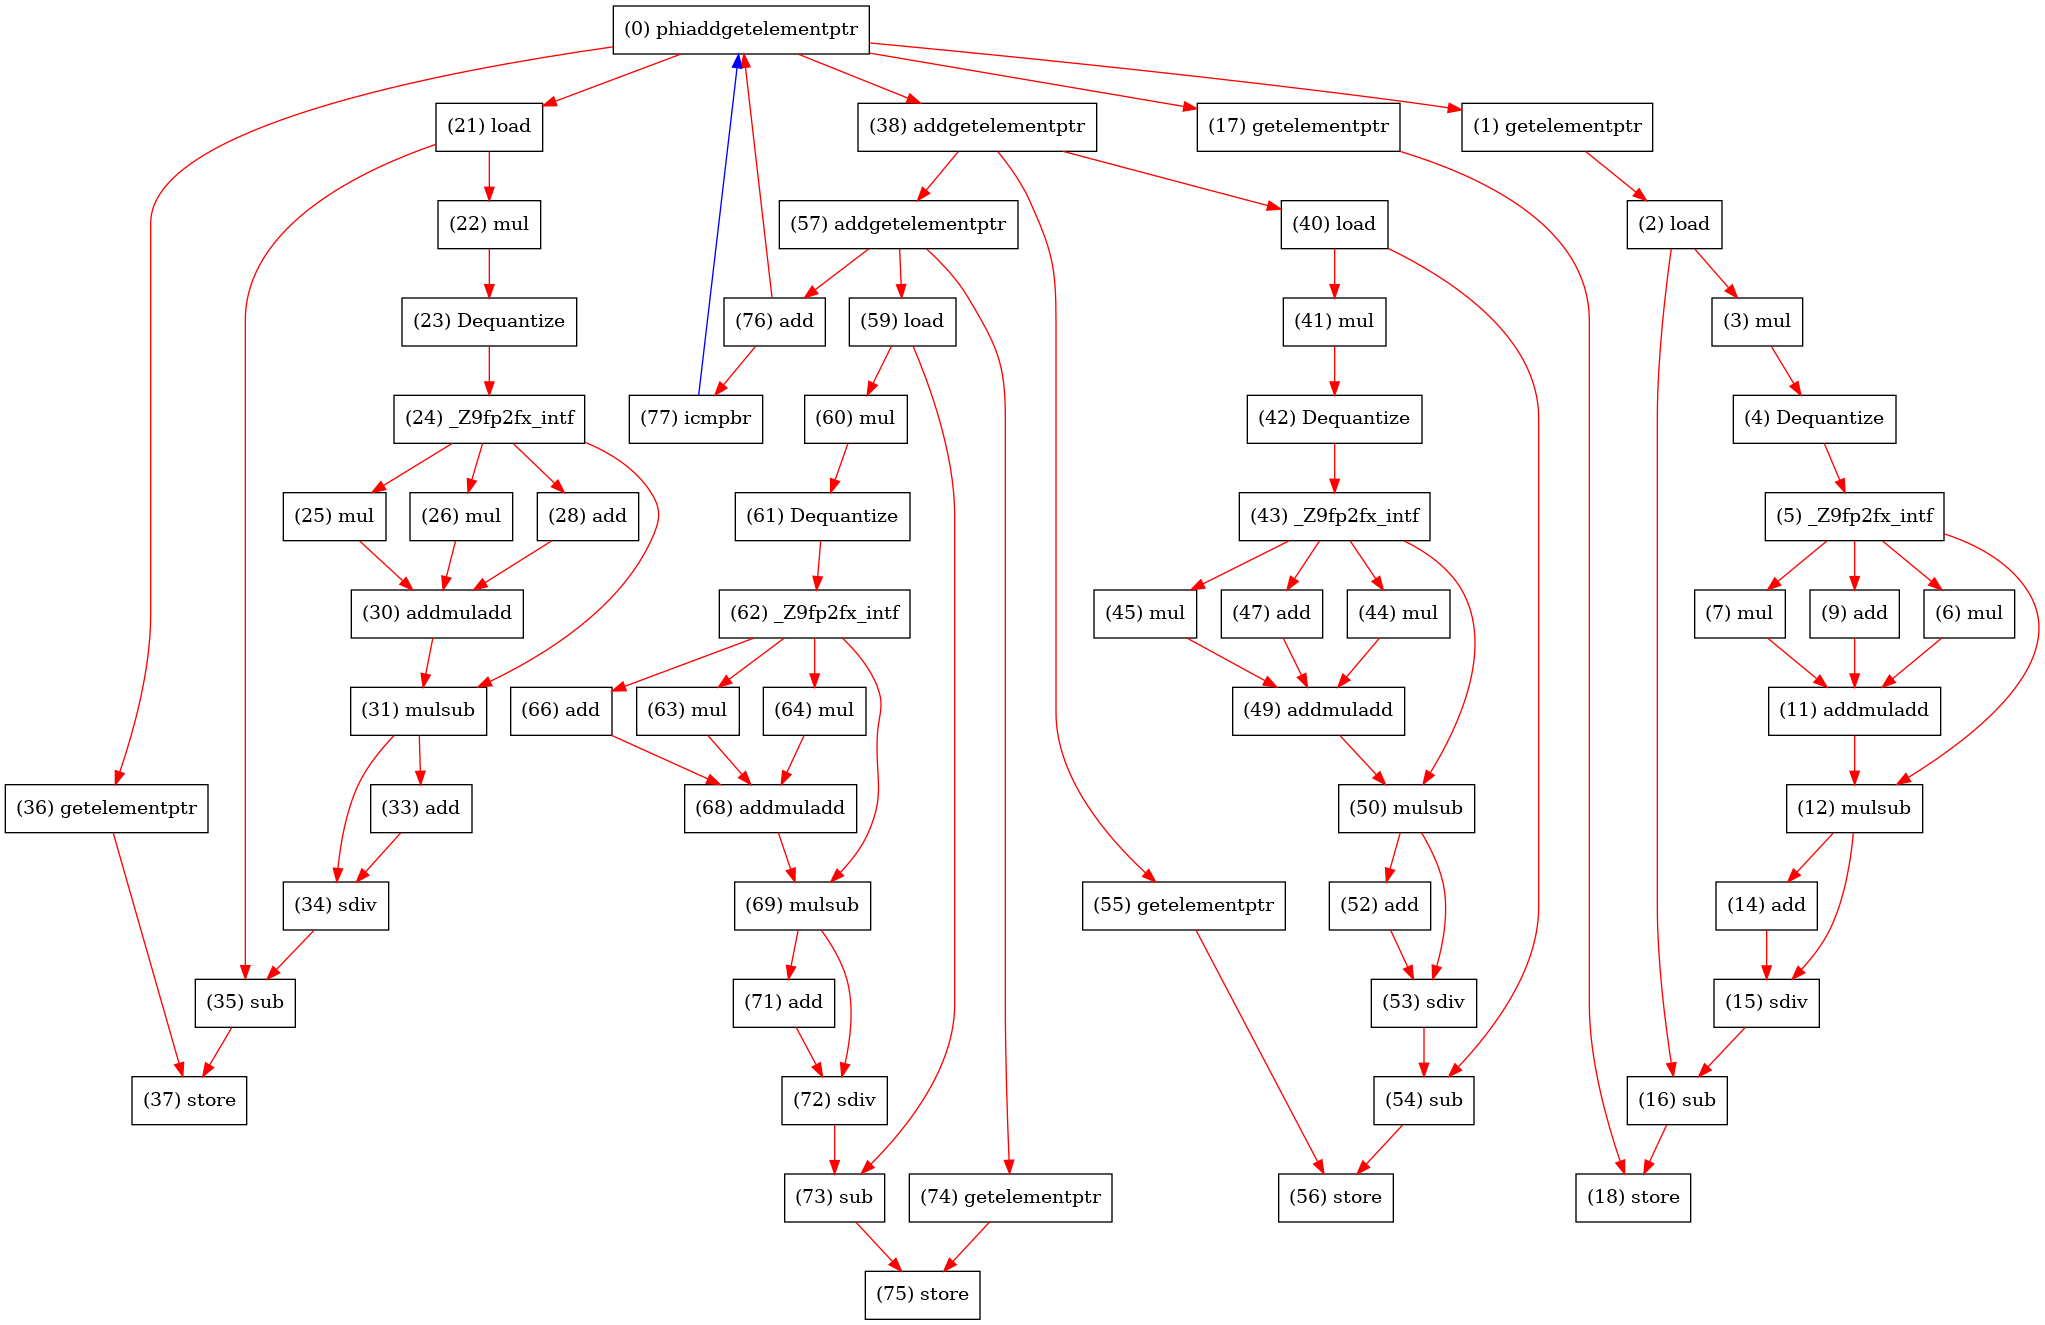 (0) phiaddgetelementptr
(21) load
(38) addgetelementptr
(17) getelementptr
(1) getelementptr
(22) mul
(57) addgetelementptr
(40) load
(2) load
(23) Dequantize
(76) add
(59) load
(41) mul
(3) mul
(24) _Z9fp2fx_intf
(77) icmpbr
(60) mul
(42) Dequantize
(4) Dequantize
(25) mul
(26) mul
(28) add
(61) Dequantize
(43) _Z9fp2fx_intf
(5) _Z9fp2fx_intf
(30) addmuladd
(62) _Z9fp2fx_intf
(45) mul
(47) add
(44) mul
(7) mul
(9) add
(6) mul
(31) mulsub
(66) add
(63) mul
(64) mul
(49) addmuladd
(11) addmuladd
(36) getelementptr
(33) add
(68) addmuladd
(50) mulsub
(12) mulsub
(34) sdiv
(69) mulsub
(55) getelementptr
(52) add
(14) add
(35) sub
(71) add
(53) sdiv
(15) sdiv
(37) store
(72) sdiv
(54) sub
(16) sub
(73) sub
(74) getelementptr
(56) store
(18) store
(75) store